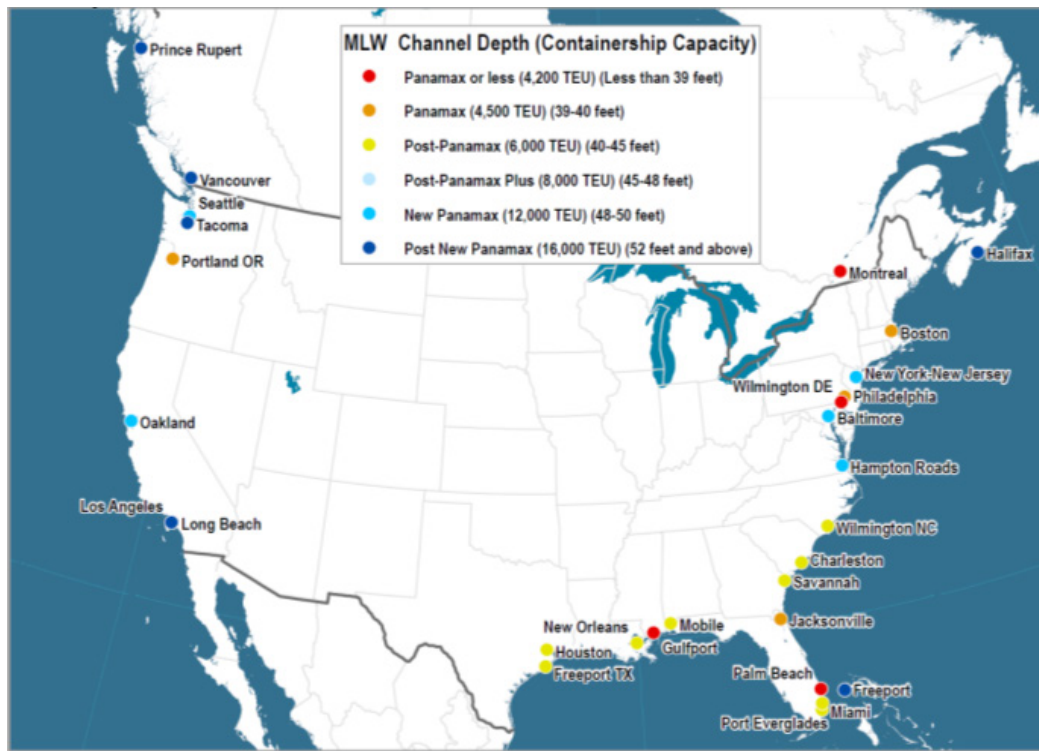 MLW Channel Depth (Containership Capacity)
Panamax or less (4,200 TEU) (Less than 39 feet)
Panamax (4,500 TEU) (39-40 feet)
Post-Panamax (6,000 TEU) (40-45 feet)
Post-Panamax Plus (8,000 TEU) (45-48 feet)
New Panamax (12,000 TEU) (48-50 feet)
Post New Panamax (16,000 TEU) (52 feet and above)
Prince Rupert
Vancouver
Seattle
Tacoma
Portland OR
Oakland
Los Angeles
Long Beach
Halifax
Montreal
Boston
New York-New Jersey
Wilmington DE
Philadelphia
Baltimore
Hampton Roads
Wilmington NC
Charleston
Savannah
Jacksonville
New Orleans
Mobile
Gulfport
Houston
Freeport TX
Palm Beach
Freeport
Miami
Port Everglades